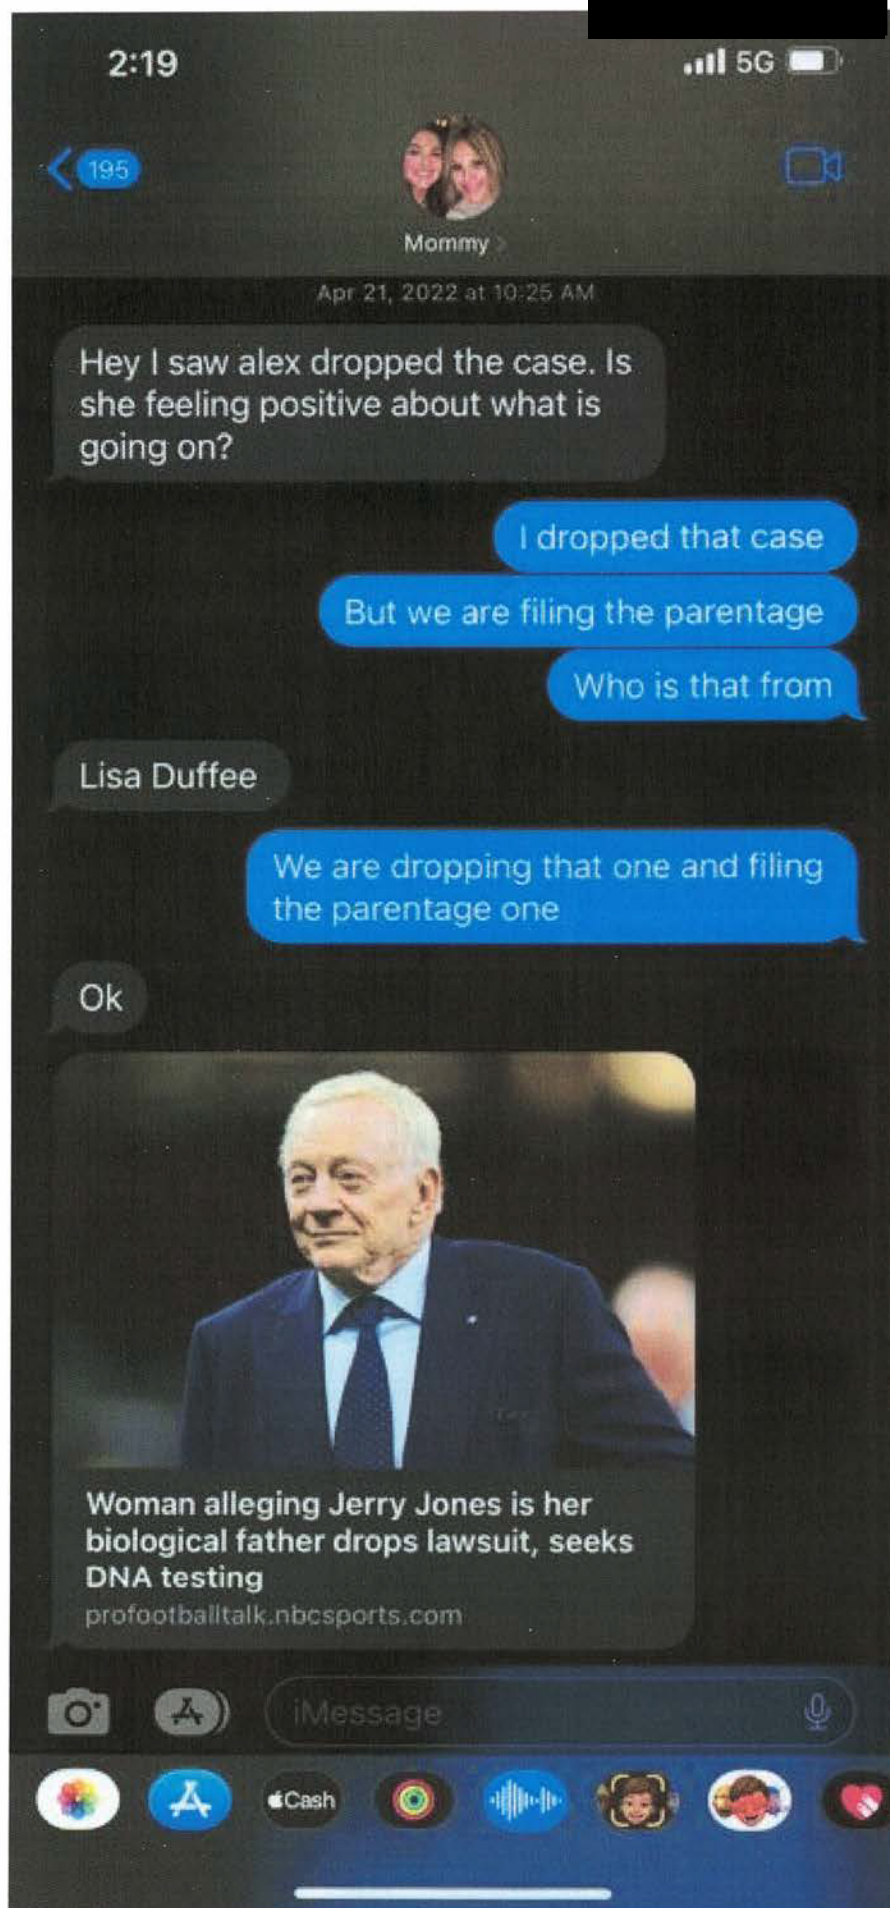 2:19
5G
195
Mommy >
Apr 21, 2022 at 10:25 AM
Hey I saw alex dropped the case. Is
she feeling positive about what is
going on?
I dropped that case
But we are filing the parentage
Who is that from
Lisa Duffee
We are dropping that one and filing
the parentage one
Ok
Woman alleging Jerry Jones is her
biological father drops lawsuit, seeks
DNA testing
profootballtalk.nbcsports.com
iMessage
Cash